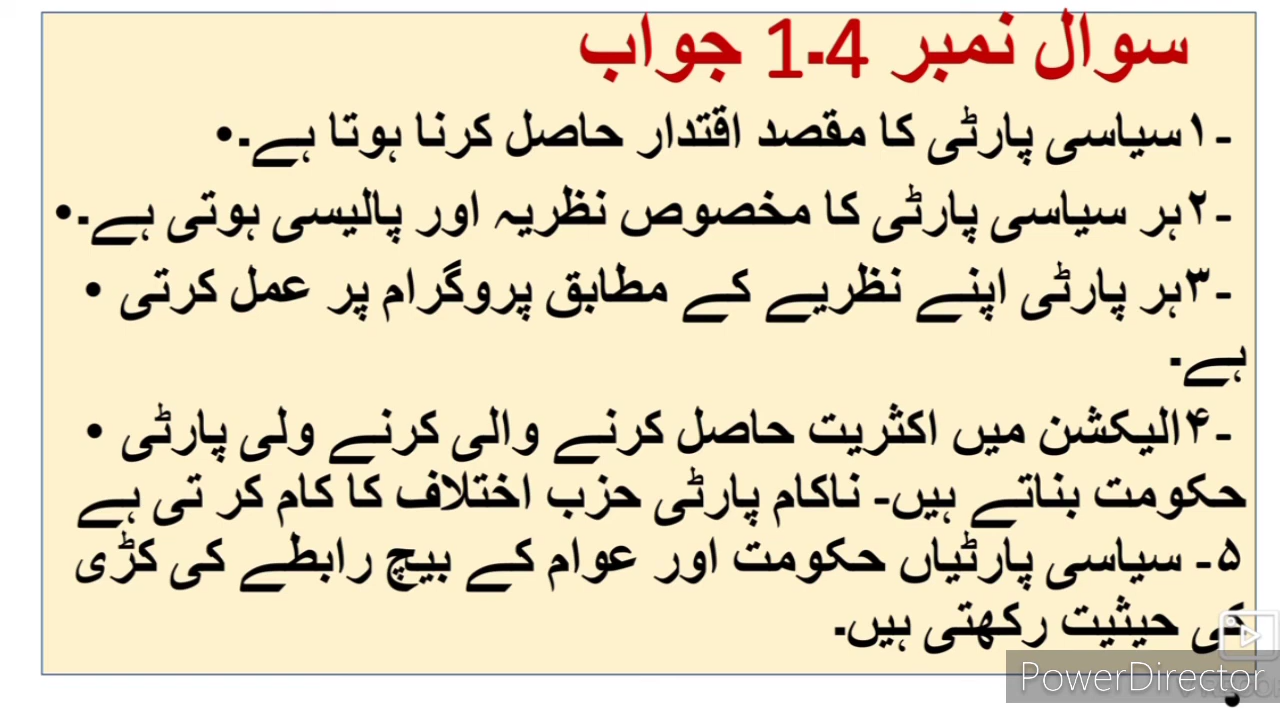 سوال نمبر 1.4 جواب
۔۱سیاسی پارٹی کا مقصد اقتدار حاصل کرنا ہوتا ہے۔•
۔۲ہر سیاسی پارٹی کا مخصوص نظریہ اور پالیسی ہوتی ہے۔•
۔۳ہر پارٹی اپنے نظریے کے مطابق پروگرام پر عمل کرتی •
ہے۔
۔۴الیکشن میں اکثریت حاصل کرنے والی کرنے ولی پارٹی •
حکومت بناتے ہیں۔ ناکام پارٹی حزب اختلاف کا کام کر تی ہے
۵۔ سیاسی پارٹیاں حکومت اور عوام کے بیچ رابطے کی کڑی
کی حیثیت رکھتی ہیں۔
PowerDirector